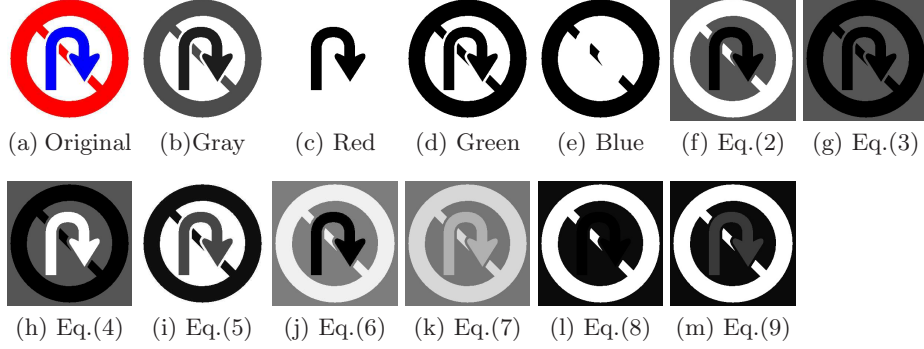 (a) Original (b)Gray (c) Red (d) Green (e) Blue (f) Eq.(2) (g) Eq.(3)
(h) Eq.(4) (i) Eq.(5) (j) Eq.(6) (k) Eq.(7) (l) Eq.(8) (m) Eq.(9)